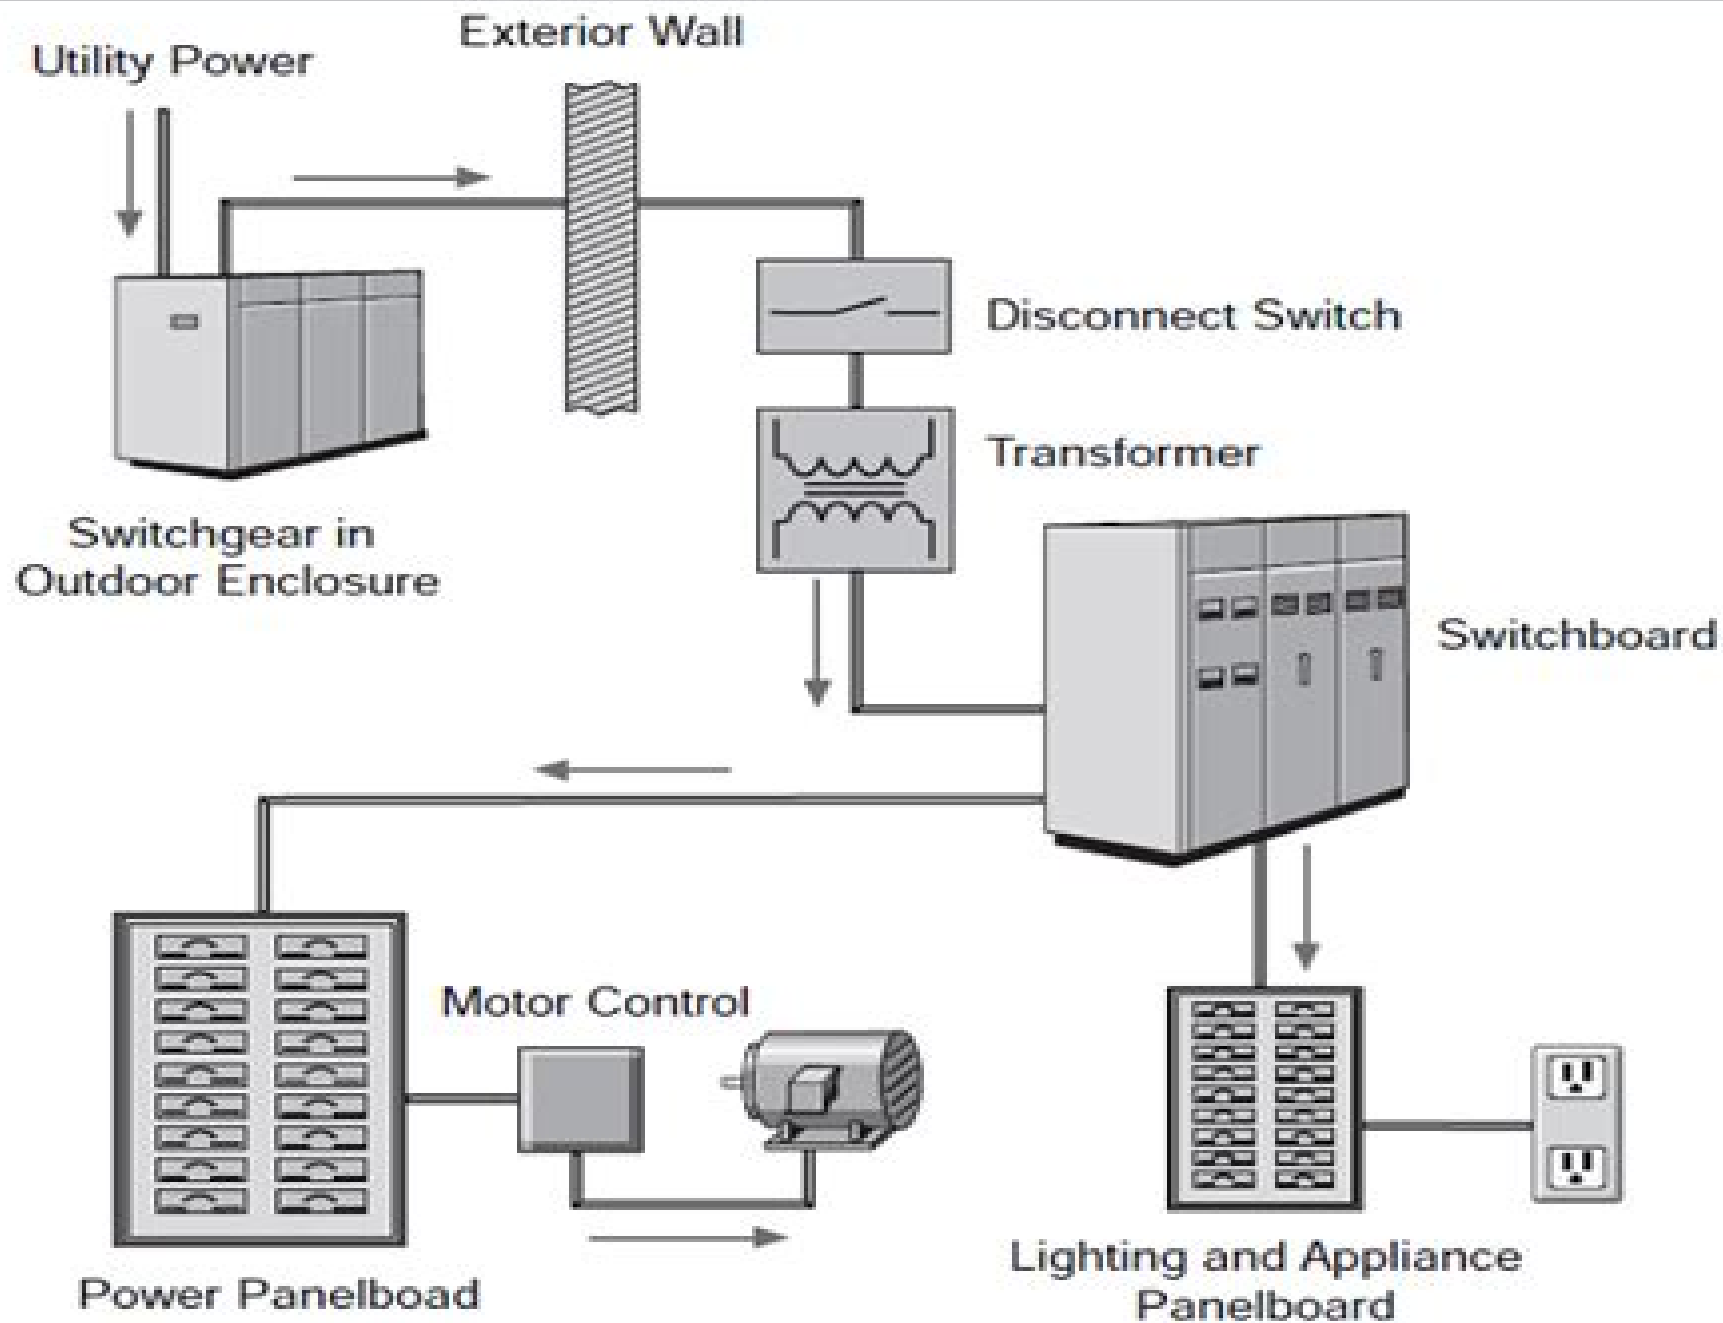 Utility Power
Exterior Wall
Disconnect Switch
Transformer
Switchgear in
Outdoor Enclosure
Switchboard
Motor Control
Power Panelboad
Lighting and Appliance
Panelboard